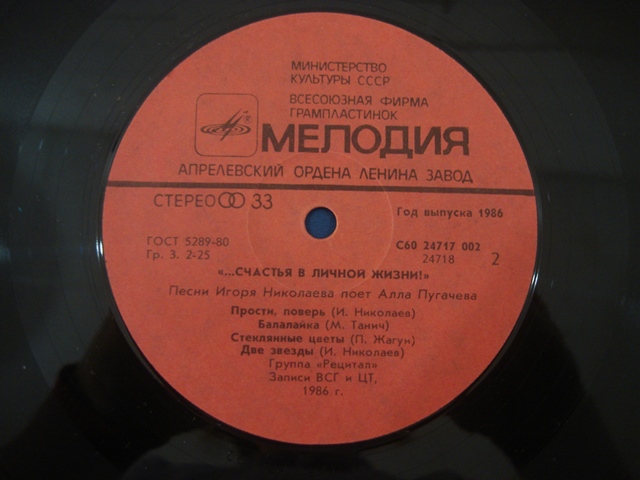 МИНИСТЕРСТВО
КУЛЬТУРЫ СССР
ВСЕСОЮЗНАЯ ФИРМА
ГРАМПЛАСТИНОК
МЕЛОДИЯ
АПРЕЛЕВСКИЙ ОРДЕНА ЛЕНИНА ЗАВОД
СТЕРЕО 33
Год выпуска 1986
ГОСТ 5289-80
Гр. 3. 2-25
С60 24717 002
24718 2
«...СЧАСТЬЯ В ЛИЧНОЙ ЖИЗНИ!»
Песни Игоря Николаева поет Алла Пугачева
Прости, поверь (И. Николаев)
Балалайка (М. Танич)
Стеклянные цветы (П. Жагун)
Две звезды (И. Николаев)
Группа «Рецитал»
Записи ВСГ и ЦТ,
1986 г.